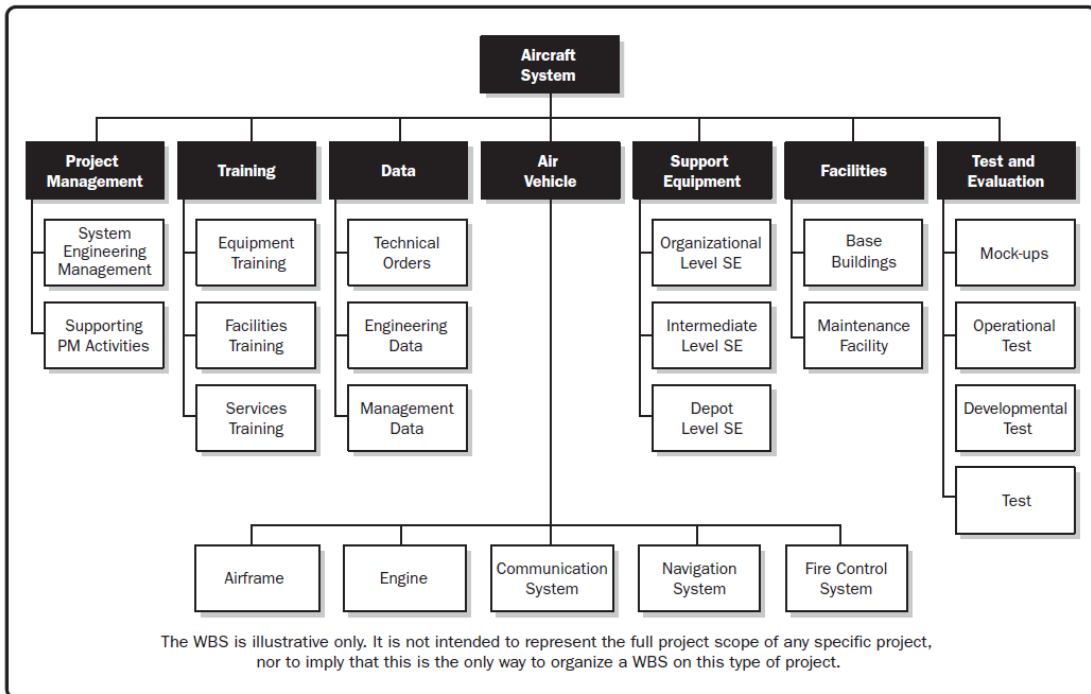 Aircraft
System
Project
Management
Training
Data
Air
Vehicle
Support
Equipment
Facilities
Test and
Evaluation
System
Engineering
Management
Equipment
Training
Technical
Orders
Organizational
Level SE
Base
Buildings
Mock-ups
Supporting
PM Activities
Facilities
Training
Engineering
Data
Intermediate
Level SE
Maintenance
Facility
Operational
Test
Services
Training
Management
Data
Depot
Level SE
Developmental
Test
Test
Airframe
Engine
Communication
System
Navigation
System
Fire Control
System
The WBS is illustrative only. It is not intended to represent the full project scope of any specific project,
nor to imply that this is the only way to organize a WBS on this type of project.